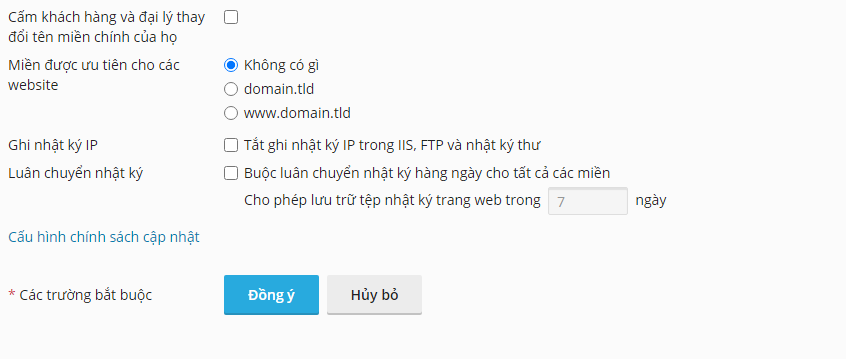 Cấm khách hàng và đại lý thay
đổi tên miền chính của họ
Miền được ưu tiên cho các
website
Không có gì
domain.tld
www.domain.tld
Ghi nhật ký IP
Tắt ghi nhật ký IP trong IIS, FTP và nhật ký thư
Luân chuyển nhật ký
Buộc luân chuyển nhật ký hàng ngày cho tất cả các miền
Cho phép lưu trữ tệp nhật ký trang web trong 7 ngày
Cấu hình chính sách cập nhật
* Các trường bắt buộc
Đồng ý
Hủy bỏ